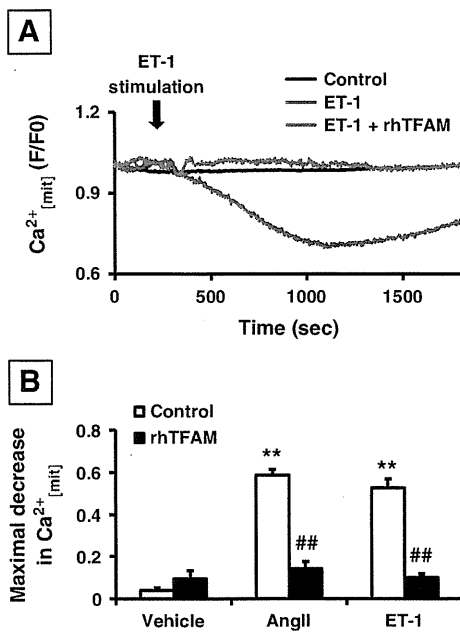 A
ET-1
stimulation
Control
ET-1
ET-1 + rhTFAM
Ca2+[mit] (F/F0)
1.2
0.9
0.6
0
500
1000
1500
Time (sec)
B
Control
rhTFAM
Maximal decrease
in Ca2+[mit]
0.8
0.6
0.4
0.2
0
**
##
**
##
Vehicle
AngII
ET-1